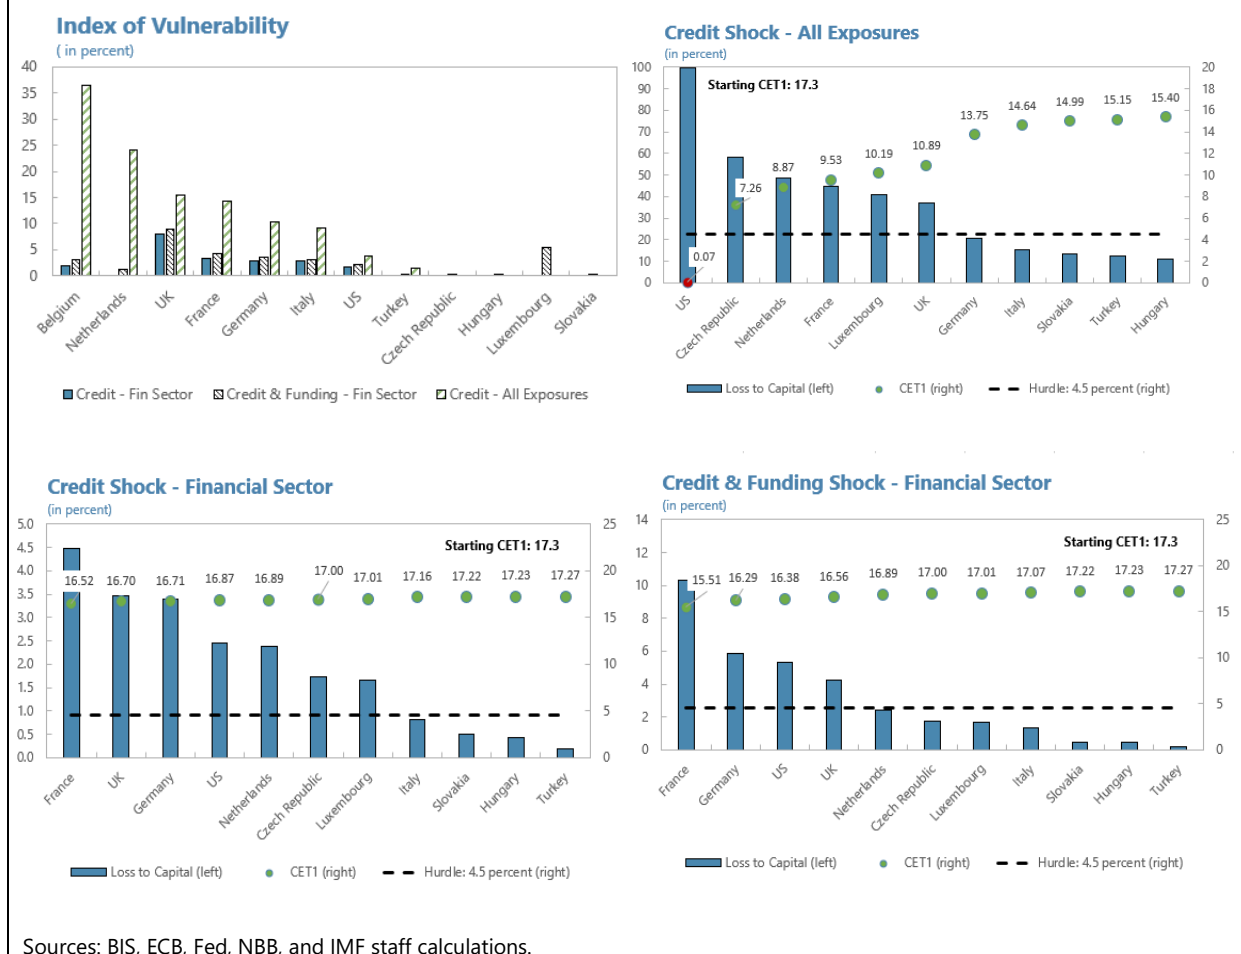 Index of Vulnerability
( in percent)
40
35
30
25
20
15
10
5
0
Belgium
Netherlands
UK
France
Germany
Italy
US
Turkey
Czech Republic
Hungary
Luxembourg
Slovakia
Credit - Fin Sector
Credit & Funding - Fin Sector
Credit - All Exposures
Credit Shock - All Exposures
(in percent)
100
90
80
70
60
50
40
30
20
10
0
Starting CET1: 17.3
0.07
7.26
8.87
9.53
10.19
10.89
13.75
14.64
14.99
15.15
15.40
20
18
16
14
12
10
8
6
4
2
0
US
Czech Republic
Netherlands
France
Luxembourg
UK
Germany
Italy
Slovakia
Turkey
Hungary
Loss to Capital (left)
CET1 (right)
Hurdle: 4.5 percent (right)
Credit Shock - Financial Sector
(in percent)
5.0
4.5
4.0
3.5
3.0
2.5
2.0
1.5
1.0
0.5
0.0
Starting CET1: 17.3
16.52
16.70
16.71
16.87
16.89
17.00
17.01
17.16
17.22
17.23
17.27
25
20
15
10
5
0
France
UK
Germany
US
Netherlands
Czech Republic
Luxembourg
Italy
Slovakia
Hungary
Turkey
Loss to Capital (left)
CET1 (right)
Hurdle: 4.5 percent (right)
Credit & Funding Shock - Financial Sector
(in percent)
14
12
10
8
6
4
2
0
Starting CET1: 17.3
15.51
16.29
16.38
16.56
16.89
17.00
17.01
17.07
17.22
17.23
17.27
25
20
15
10
5
0
France
Germany
US
UK
Netherlands
Czech Republic
Luxembourg
Italy
Slovakia
Hungary
Turkey
Loss to Capital (left)
CET1 (right)
Hurdle: 4.5 percent (right)
Sources: BIS, ECB, Fed, NBB, and IMF staff calculations.